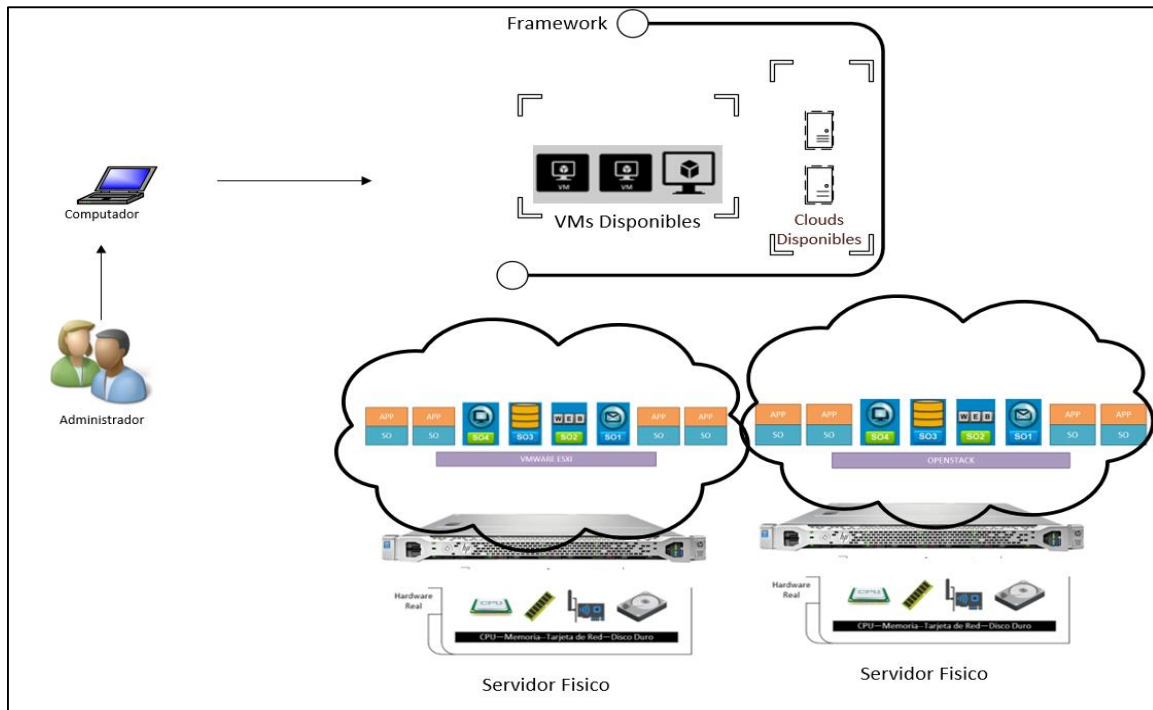 Framework
VM
VM
VMs Disponibles
Clouds
Disponibles
Computador
Administrador
APP
APP
SO4
SO3
WEB
SO2
SO1
APP
APP
SO
SO
SO
SO
VMWARE ESXI
APP
APP
SO4
SO3
WEB
SO2
SO1
APP
APP
SO
SO
SO
SO
OPENSTACK
hp
hp
Hardware
Real
CPU
CPU—Memoria—Tarjeta de Red—Disco Duro
Servidor Fisico
Hardware
Real
CPU
CPU—Memoria—Tarjeta de Red—Disco Duro
Servidor Fisico